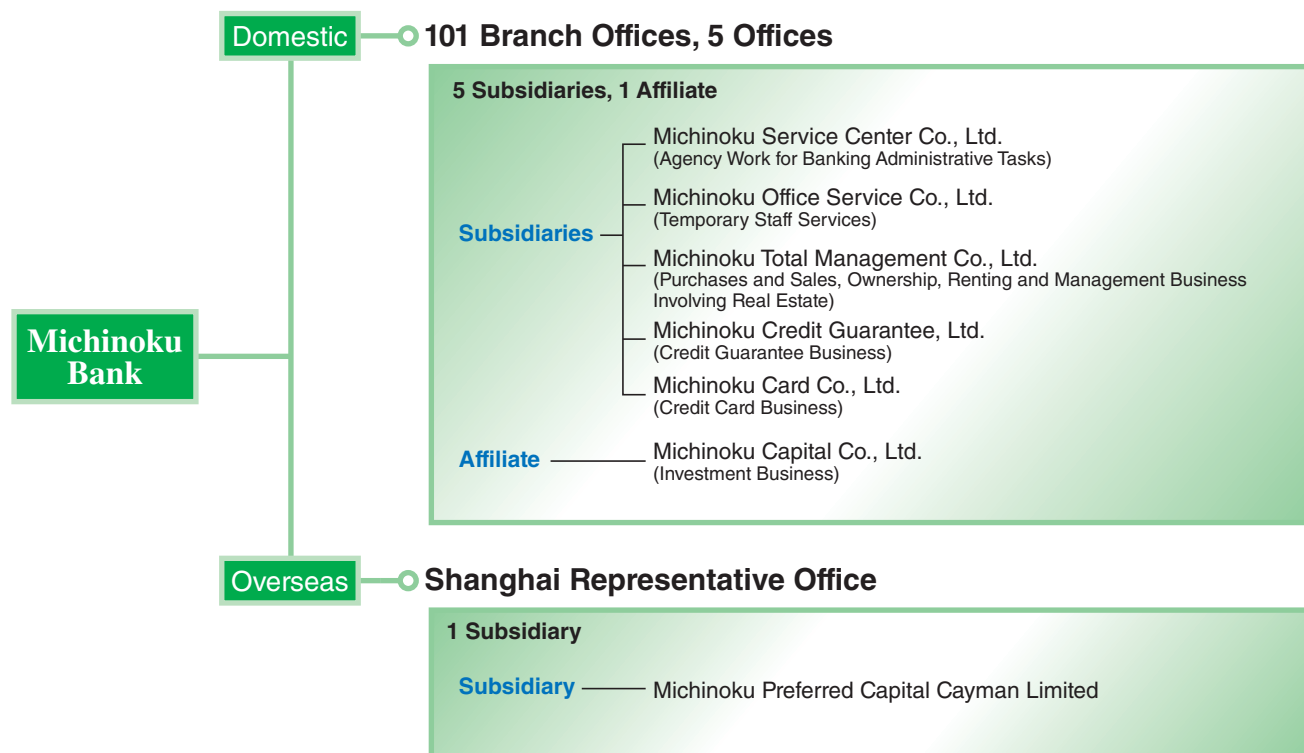 Domestic
101 Branch Offices, 5 Offices
5 Subsidiaries, 1 Affiliate
Subsidiaries
Michinoku Service Center Co., Ltd.
(Agency Work for Banking Administrative Tasks)
Michinoku Office Service Co., Ltd.
(Temporary Staff Services)
Michinoku Total Management Co., Ltd.
(Purchases and Sales, Ownership, Renting and Management Business
Involving Real Estate)
Michinoku Credit Guarantee, Ltd.
(Credit Guarantee Business)
Michinoku Card Co., Ltd.
(Credit Card Business)
Affiliate
Michinoku Capital Co., Ltd.
(Investment Business)
Michinoku
Bank
Overseas
Shanghai Representative Office
1 Subsidiary
Subsidiary
Michinoku Preferred Capital Cayman Limited